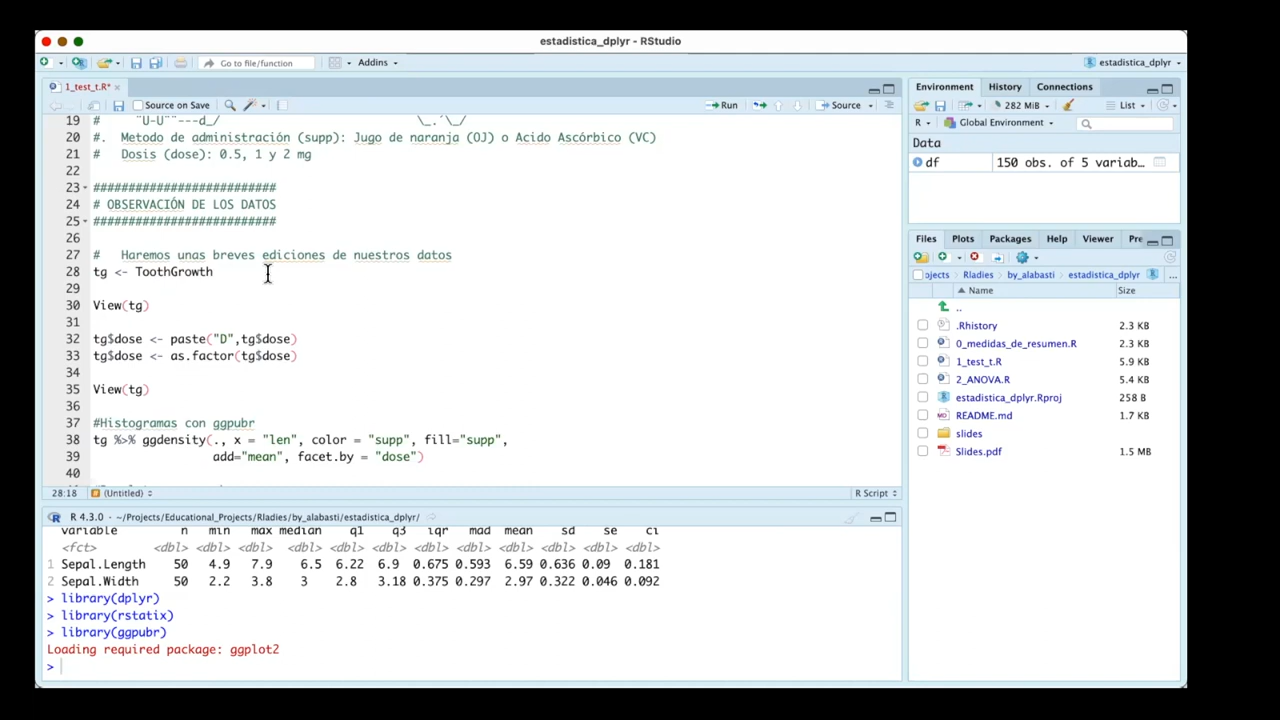 estadistica_dplyr - RStudio
Go to file/function
Addins
estadistica_dplyr
1_test_t.R*
Source on Save
Run
Source
19 # "U-U""---d_/ \_.´\_/
20 #. Metodo de administración (supp): Jugo de naranja (OJ) o Acido Ascórbico (VC)
21 # Dosis (dose): 0.5, 1 y 2 mg
22
23 ##########################
24 # OBSERVACIÓN DE LOS DATOS
25 ##########################
26
27 # Haremos unas breves ediciones de nuestros datos
28 tg <- ToothGrowth
29
30 View(tg)
31
32 tg$dose <- paste("D",tg$dose)
33 tg$dose <- as.factor(tg$dose)
34
35 View(tg)
36
37 #Histogramas con ggpubr
38 tg %>% ggdensity(., x = "len", color = "supp", fill="supp",
39 add="mean", facet.by = "dose")
40
28:18 (Untitled) R Script
R 4.3.0 - ~/Projects/Educational_Projects/Rladies/by_alabasti/estadistica_dplyr/
variable n min max median q1 q3 iqr mad mean sd se ci
<fct> <dbl> <dbl> <dbl> <dbl> <dbl> <dbl> <dbl> <dbl> <dbl> <dbl> <dbl> <dbl>
1 Sepal.Length 50 4.9 7.9 6.5 6.22 6.9 0.675 0.593 6.59 0.636 0.09 0.181
2 Sepal.Width 50 2.2 3.8 3 2.8 3.18 0.375 0.297 2.97 0.322 0.046 0.092
> library(dplyr)
> library(rstatix)
> library(ggpubr)
Loading required package: ggplot2
>
Environment History Connections
282 MiB List
R Global Environment
Data
df 150 obs. of 5 variab…
Files Plots Packages Help Viewer Pre
ojects Rladies by_alabasti estadistica_dplyr ...
Name Size
..
.Rhistory 2.3 KB
0_medidas_de_resumen.R 2.3 KB
1_test_t.R 5.9 KB
2_ANOVA.R 5.4 KB
estadistica_dplyr.Rproj 258 B
README.md 1.7 KB
slides
Slides.pdf 1.5 MB